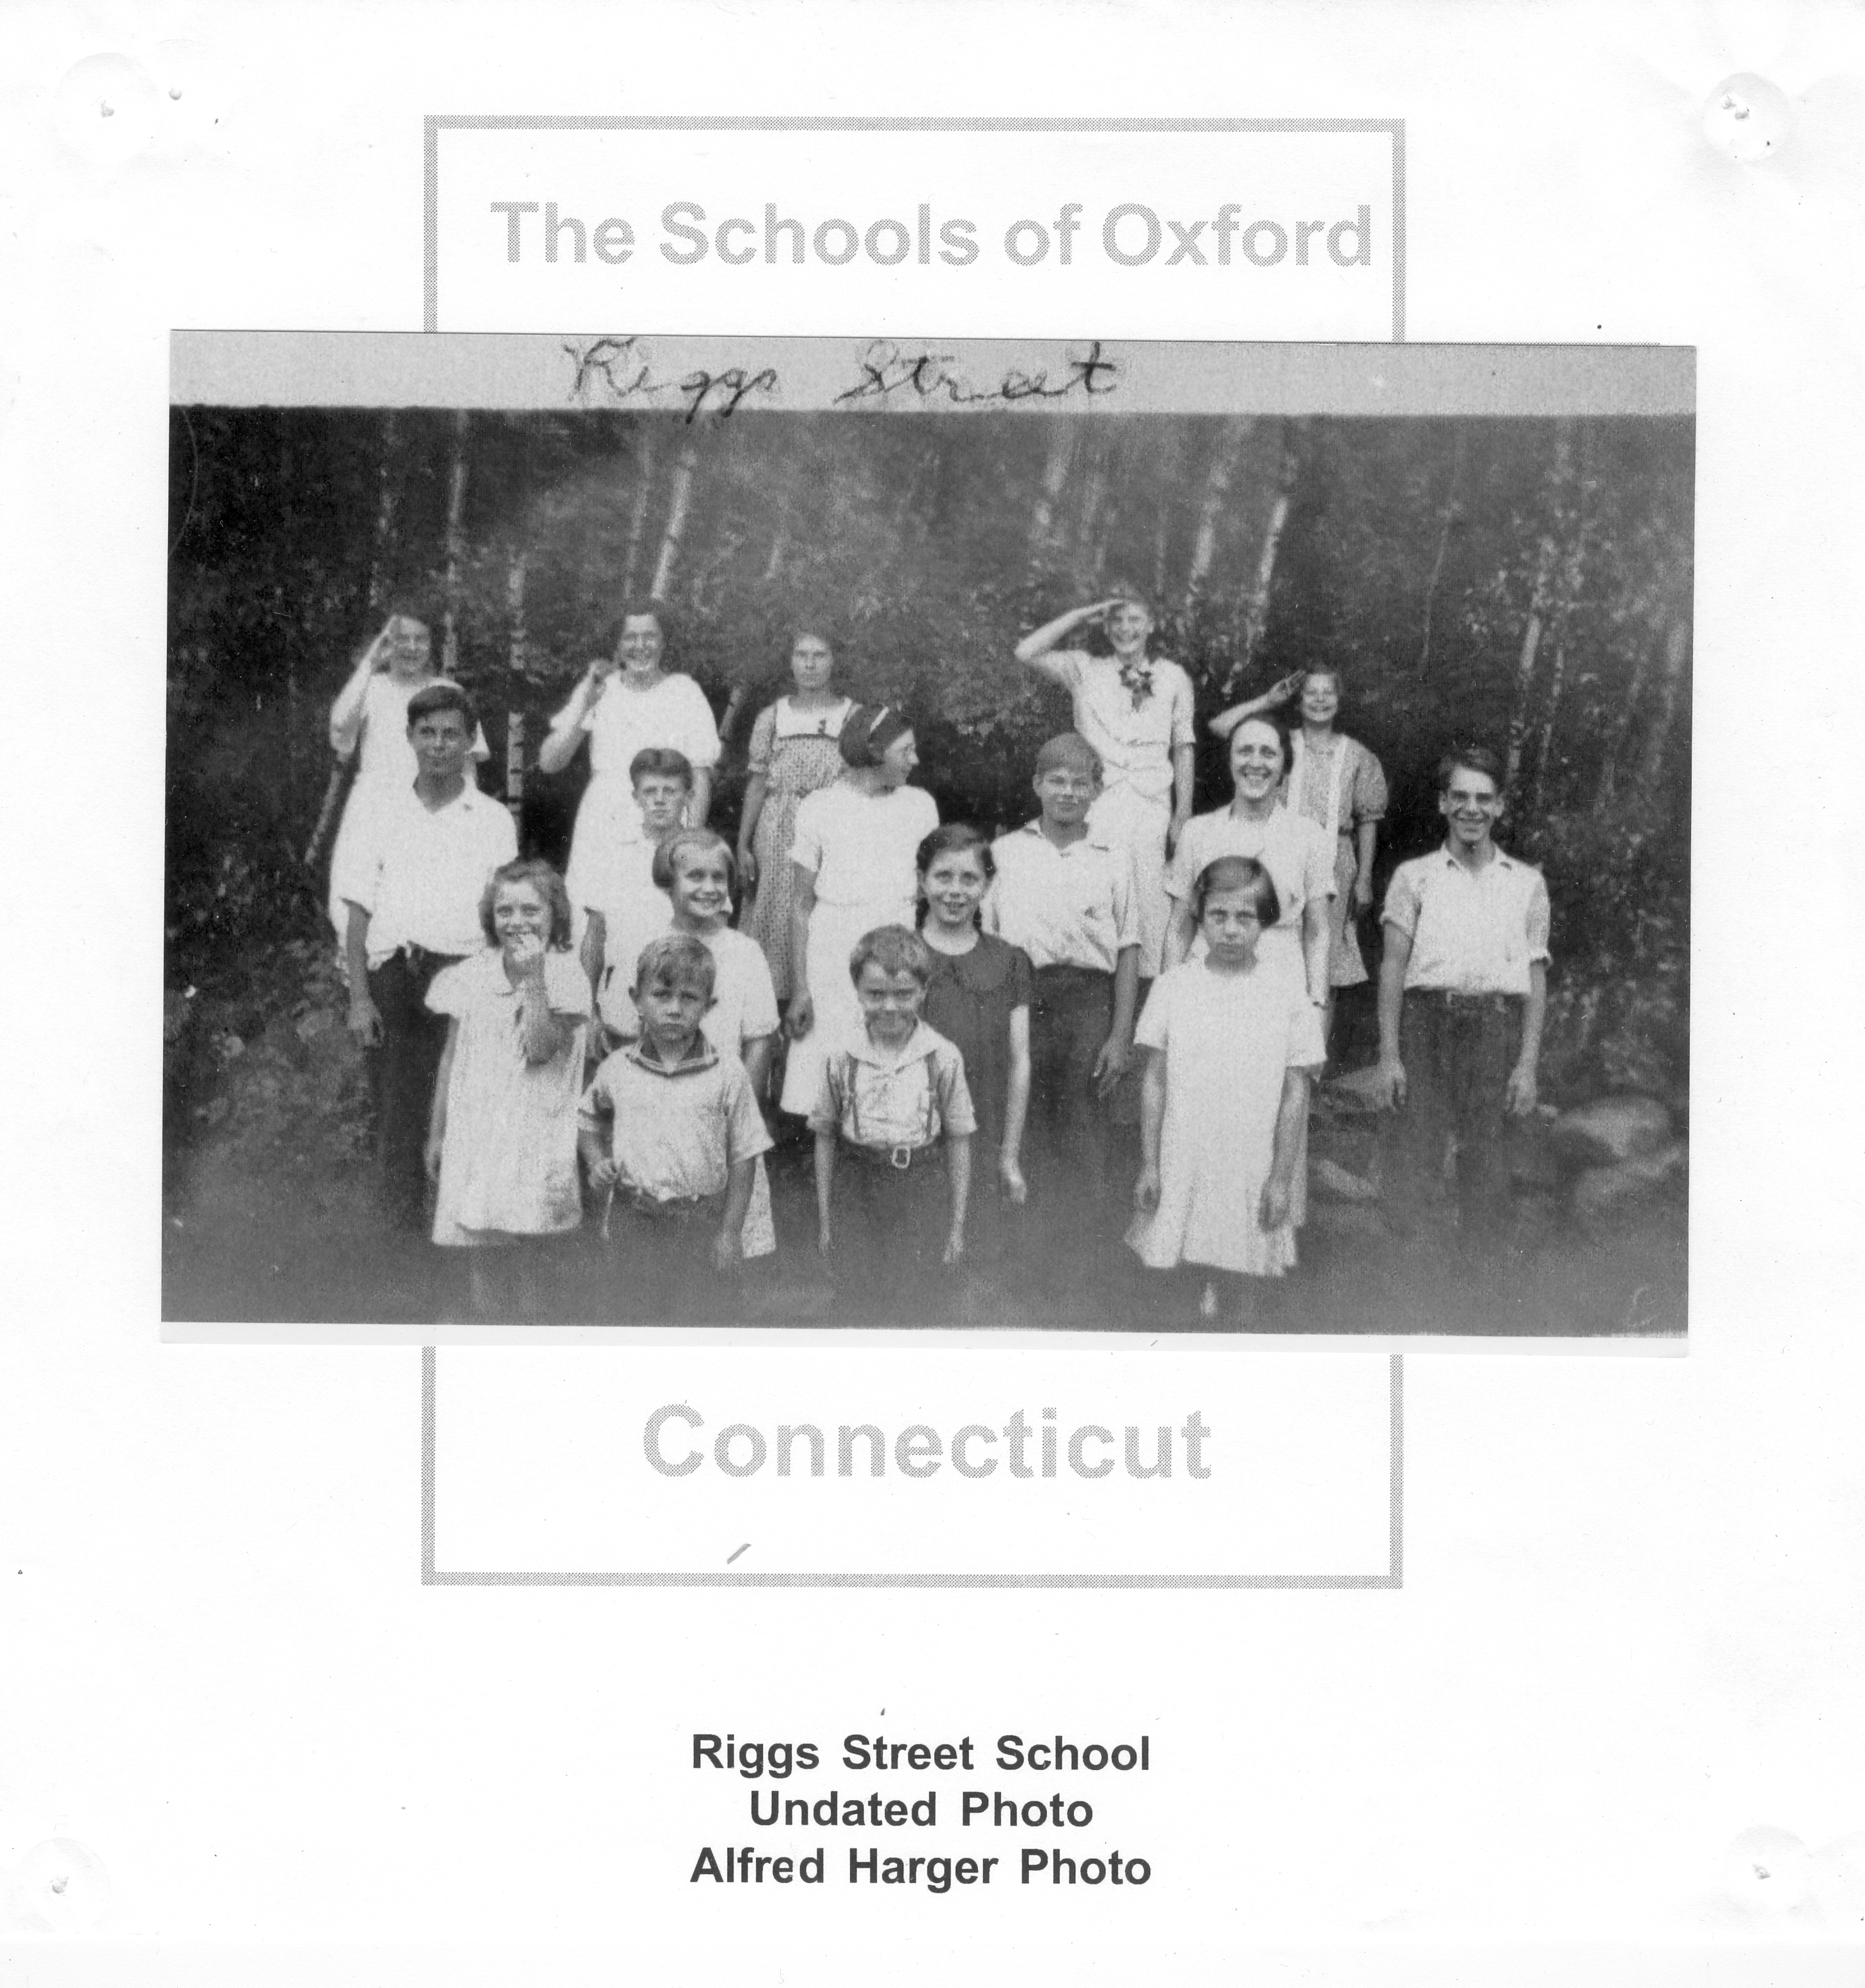 The Schools of Oxford
Riggs Street
Connecticut
Riggs Street School
Undated Photo
Alfred Harger Photo